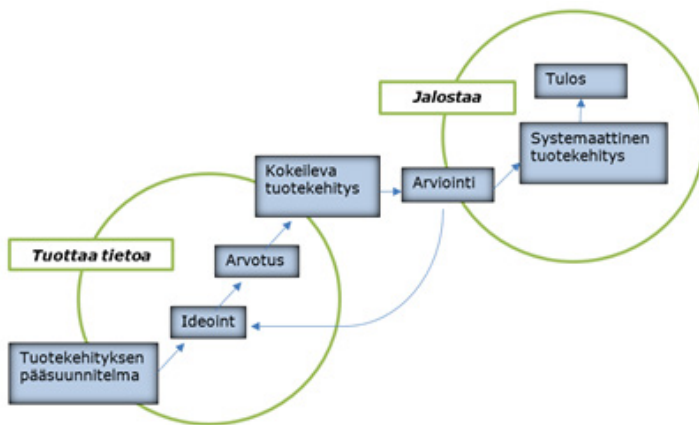 Tulos
Jalostaa
Systemaattinen
tuotekehitys
Kokeileva
tuotekehitys
Arviointi
Tuottaa tietoa
Arvotus
Ideoint
Tuotekehityksen
pääsuunnitelma